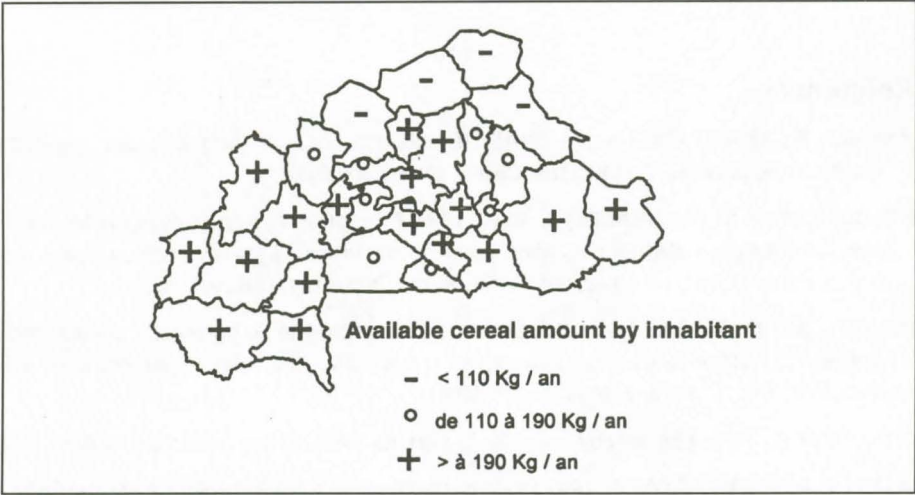 Available cereal amount by inhabitant
- < 110 Kg / an
o de 110 à 190 Kg / an
+ > à 190 Kg / an